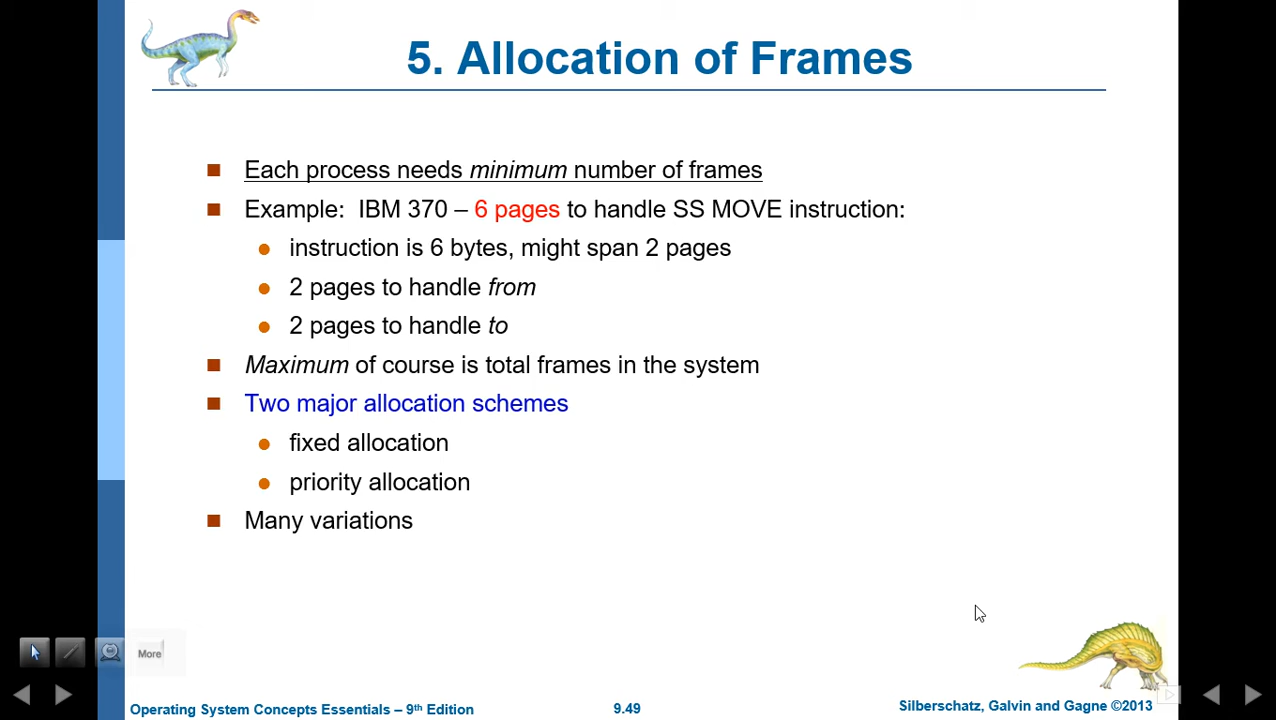 5. Allocation of Frames
Each process needs minimum number of frames
Example: IBM 370 – 6 pages to handle SS MOVE instruction:
instruction is 6 bytes, might span 2 pages
2 pages to handle from
2 pages to handle to
Maximum of course is total frames in the system
Two major allocation schemes
fixed allocation
priority allocation
Many variations
More
Operating System Concepts Essentials – 9th Edition
9.49
Silberschatz, Galvin and Gagne ©2013